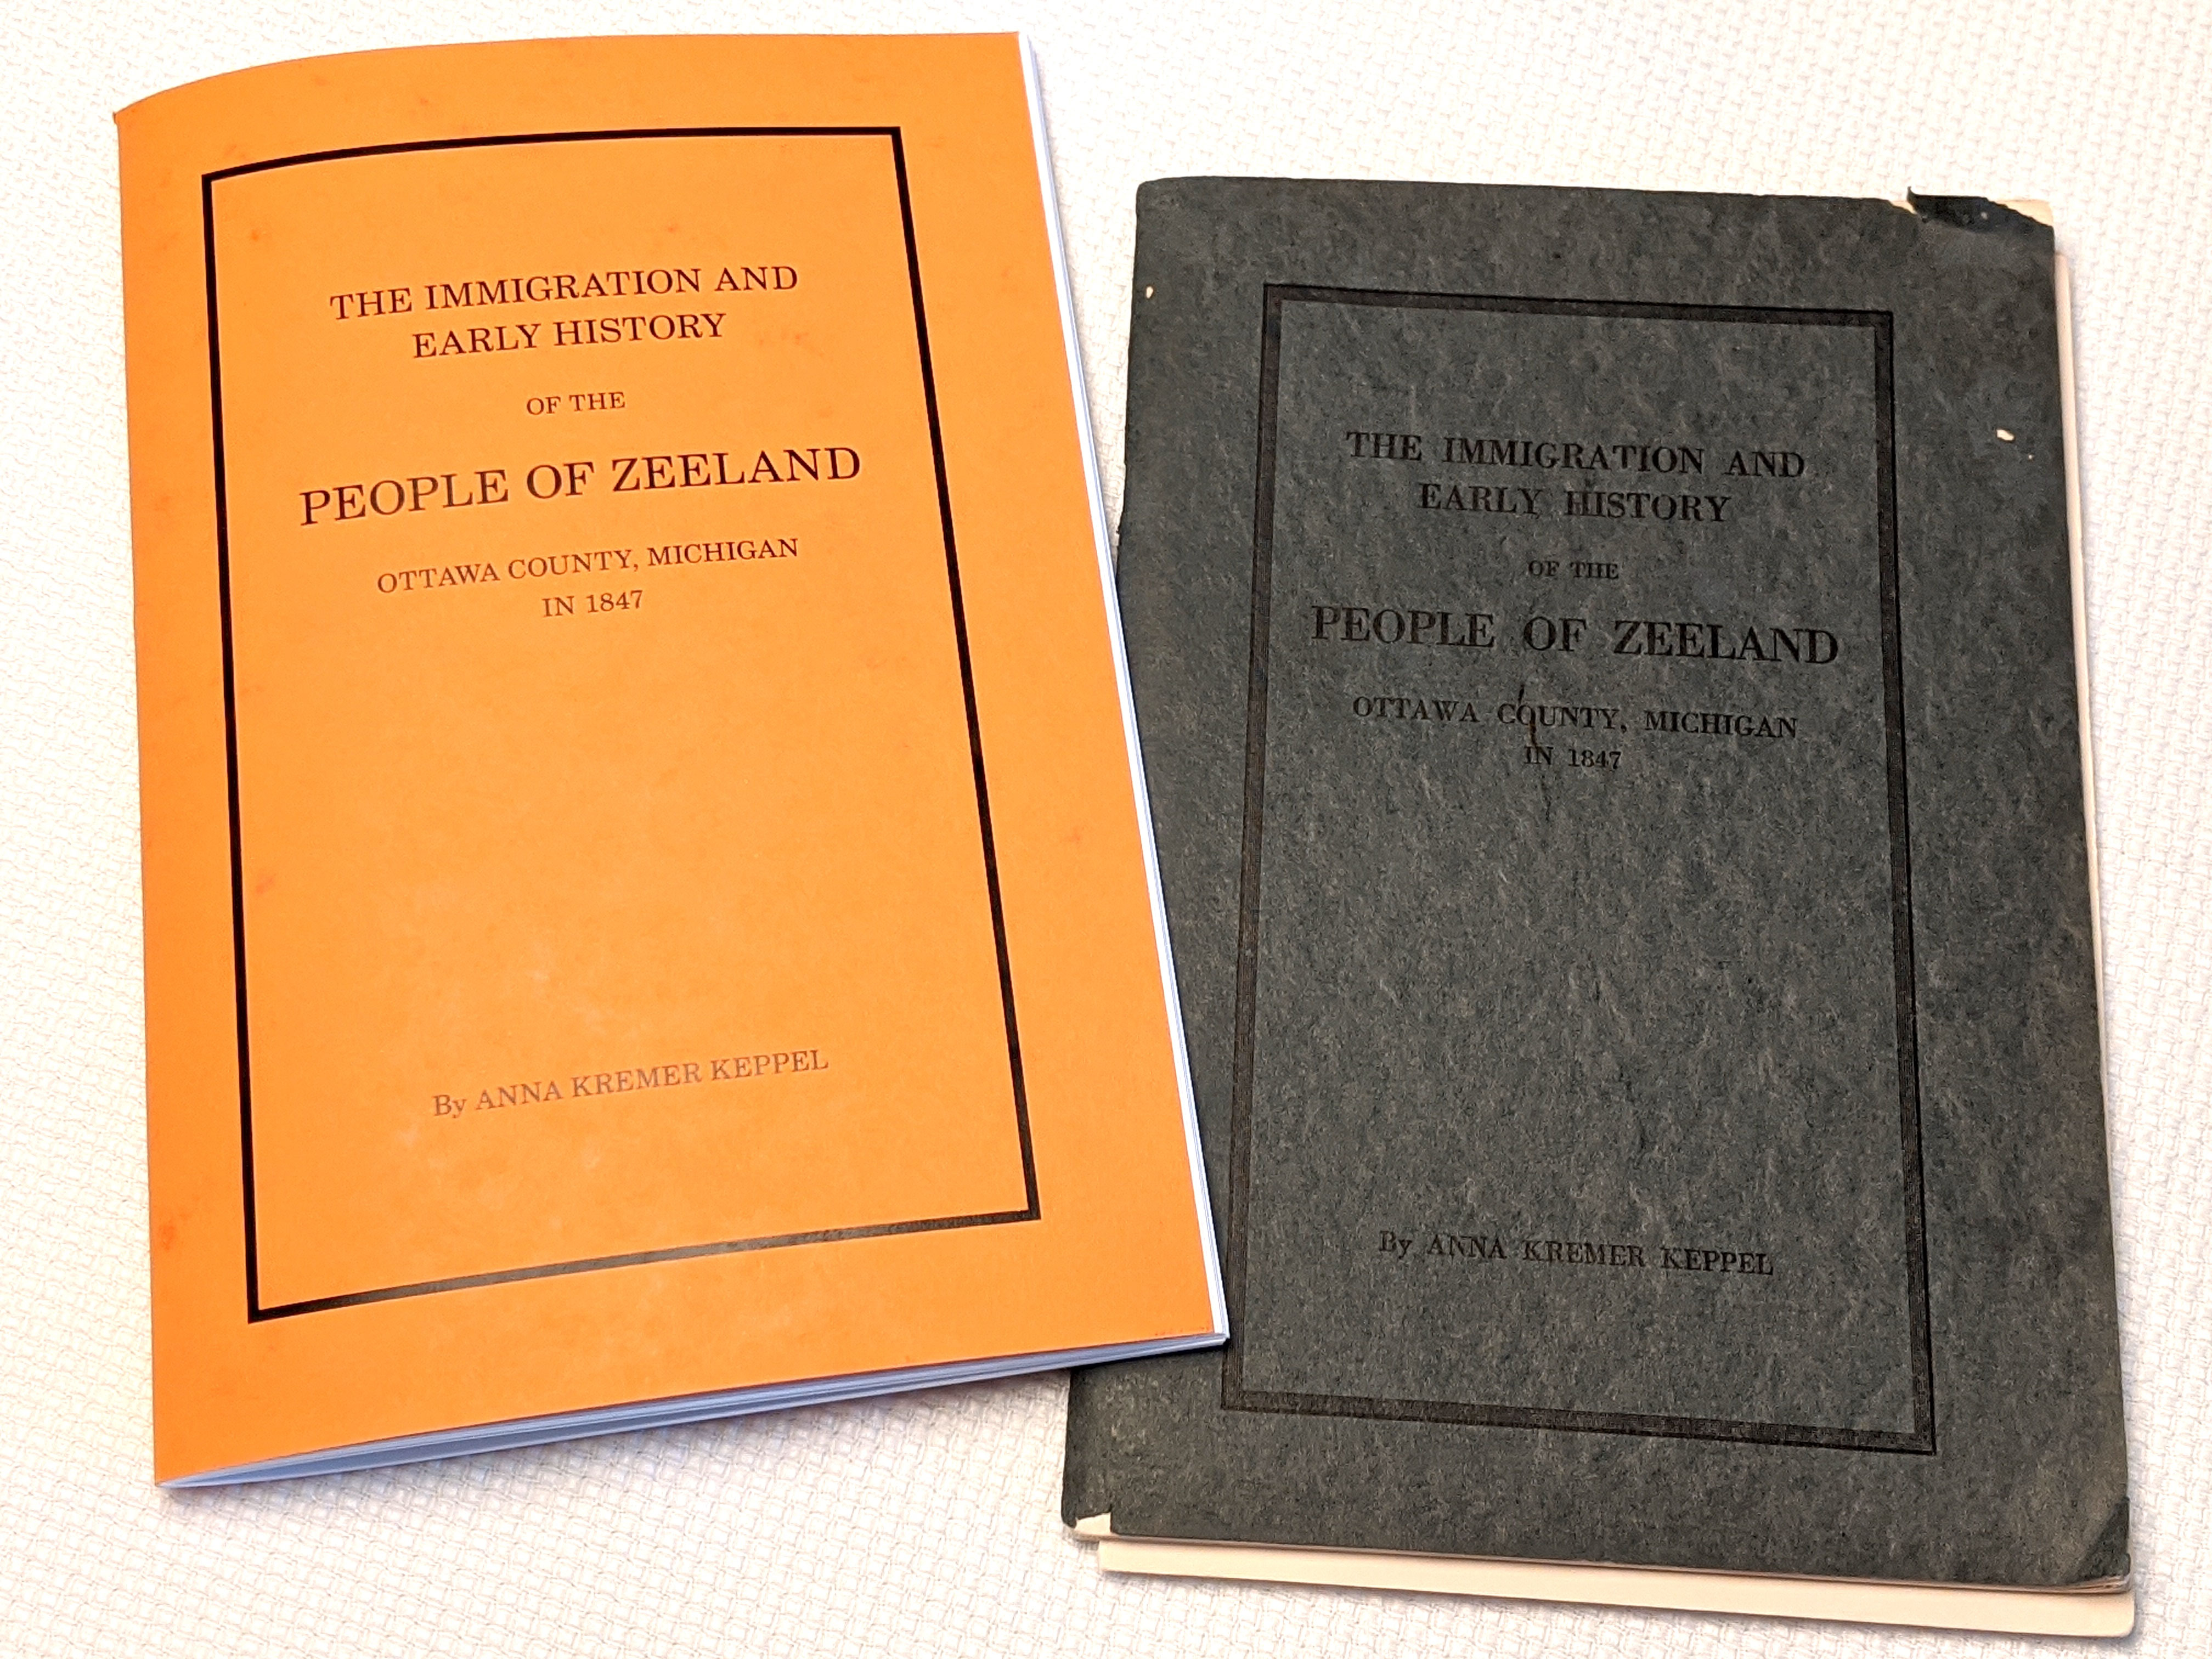 THE IMMIGRATION AND
EARLY HISTORY
OF THE
PEOPLE OF ZEELAND
OTTAWA COUNTY, MICHIGAN
IN 1847
By ANNA KREMER KEPPEL
THE IMMIGRATION AND
EARLY HISTORY
OF THE
PEOPLE OF ZEELAND
OTTAWA COUNTY, MICHIGAN
IN 1847
By ANNA KREMER KEPPEL